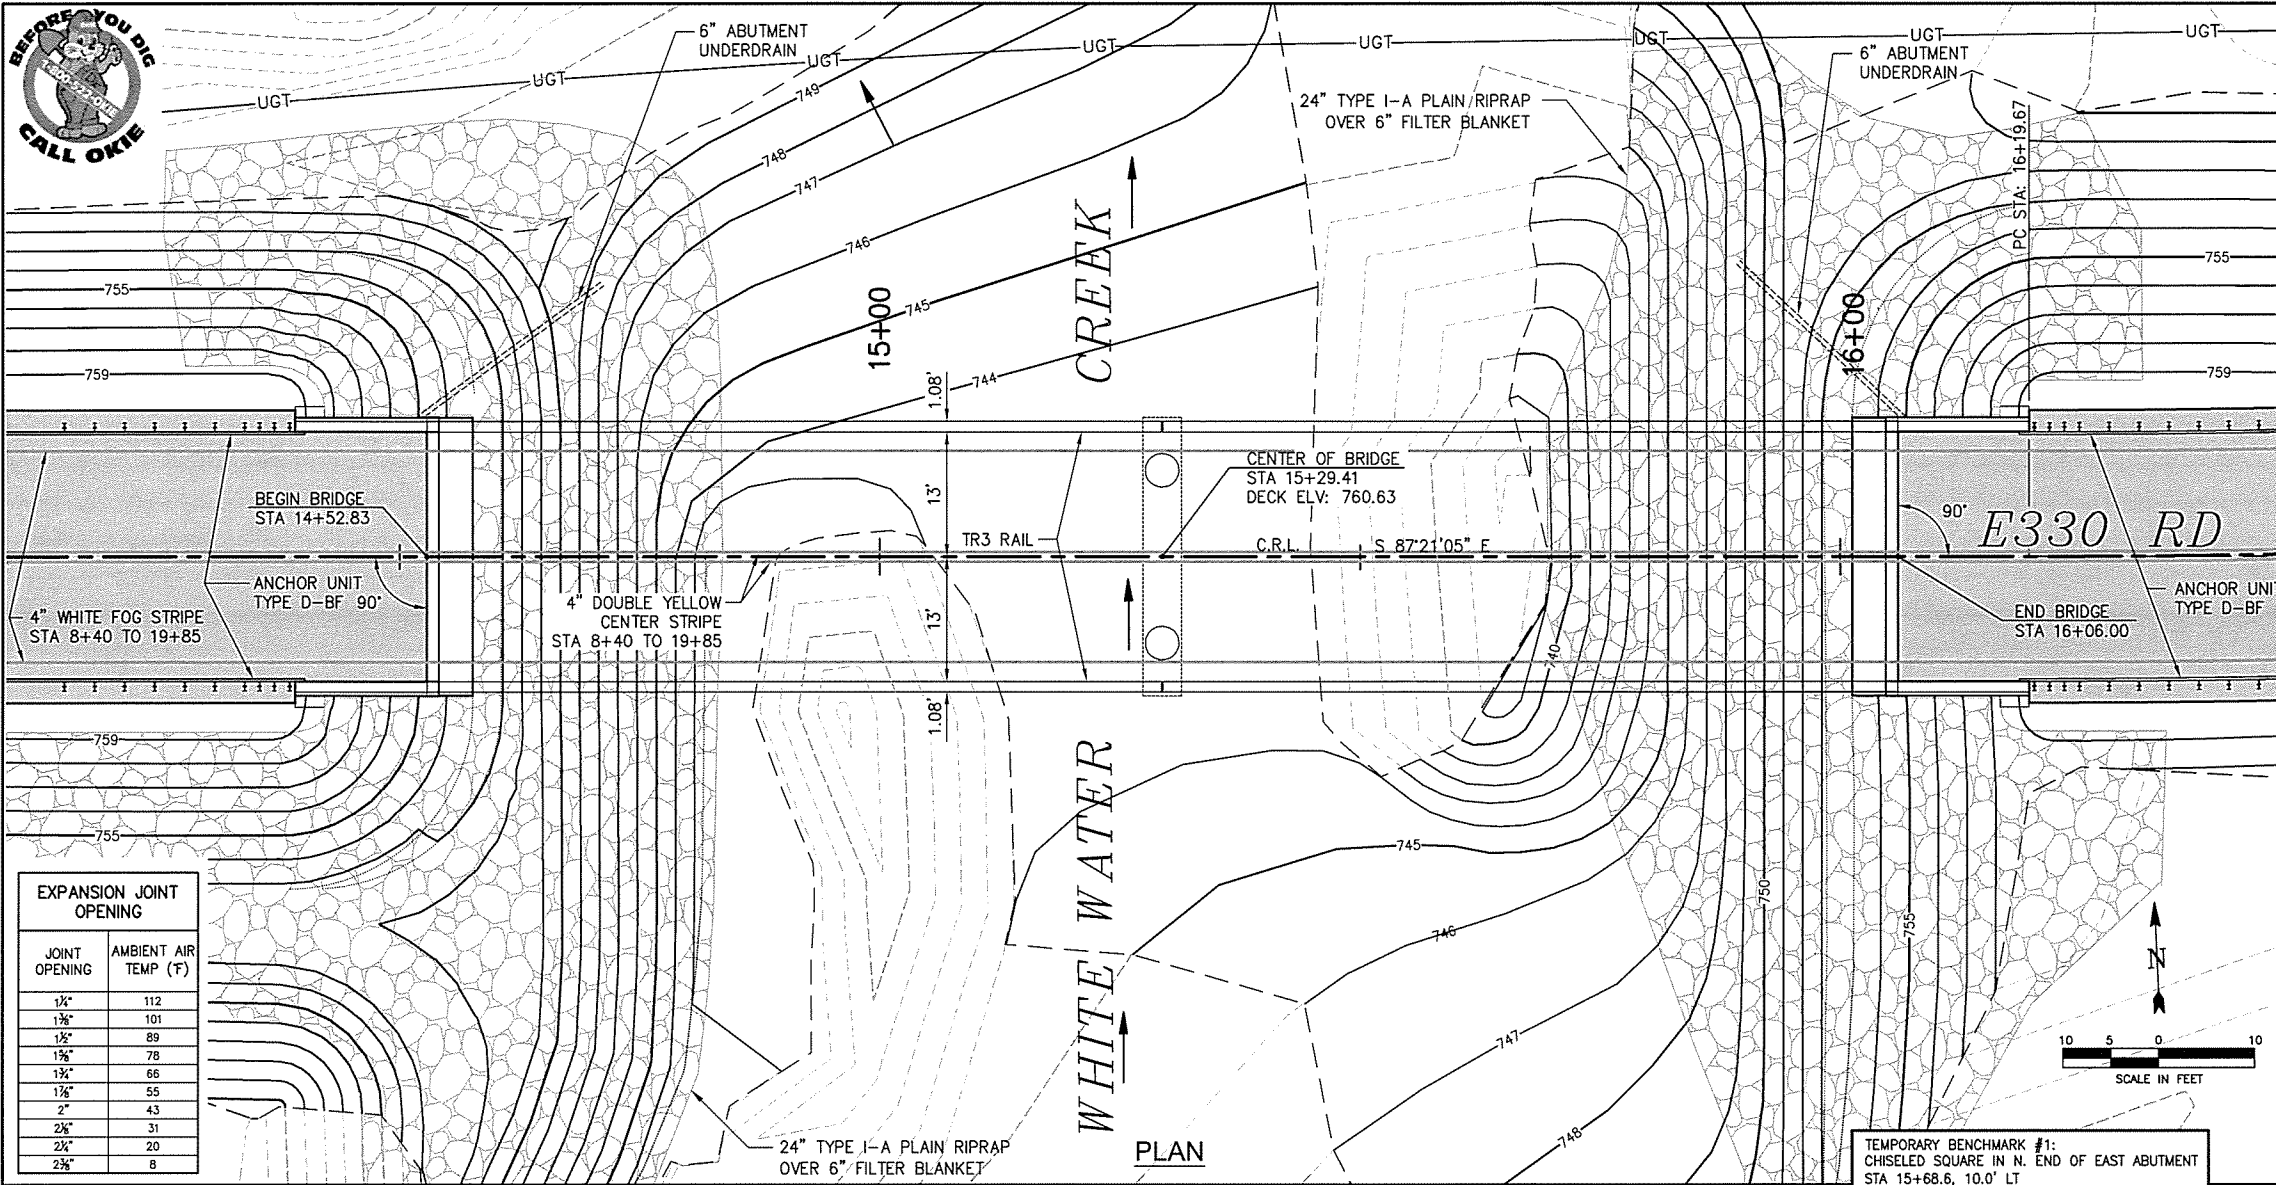 BEFORE YOU DIG
1-800-522-OKIE
CALL OKIE
6" ABUTMENT
UNDERDRAIN
UGT
UGT
UGT
UGT
UGT
UGT
UGT
UGT
6" ABUTMENT
UNDERDRAIN
24" TYPE I-A PLAIN RIPRAP
OVER 6" FILTER BLANKET
PC STA: 16+19.67
749
748
747
746
745
744
755
759
755
759
15+00
16+00
CREEK
1.08'
13'
13'
1.08'
CENTER OF BRIDGE
STA 15+29.41
DECK ELV: 760.63
BEGIN BRIDGE
STA 14+52.83
TR3 RAIL
C.R.L.
S 87°21'05" E
90°
E330 RD
ANCHOR UNIT
TYPE D-BF
90°
4" WHITE FOG STRIPE
STA 8+40 TO 19+85
4" DOUBLE YELLOW
CENTER STRIPE
STA 8+40 TO 19+85
END BRIDGE
STA 16+06.00
ANCHOR UNIT
TYPE D-BF
740
759
755
745
746
747
748
750
755
WHITE WATER
EXPANSION JOINT
OPENING
JOINT
OPENING
AMBIENT AIR
TEMP (°F)
1¼" 112
1⅜" 101
1½" 89
1⅝" 78
1¾" 66
1⅞" 55
2" 43
2⅛" 31
2¼" 20
2⅜" 8
N
10 5 0 10
SCALE IN FEET
24" TYPE I-A PLAIN RIPRAP
OVER 6" FILTER BLANKET
PLAN
TEMPORARY BENCHMARK #1:
CHISELED SQUARE IN N. END OF EAST ABUTMENT
STA 15+68.6, 10.0' LT